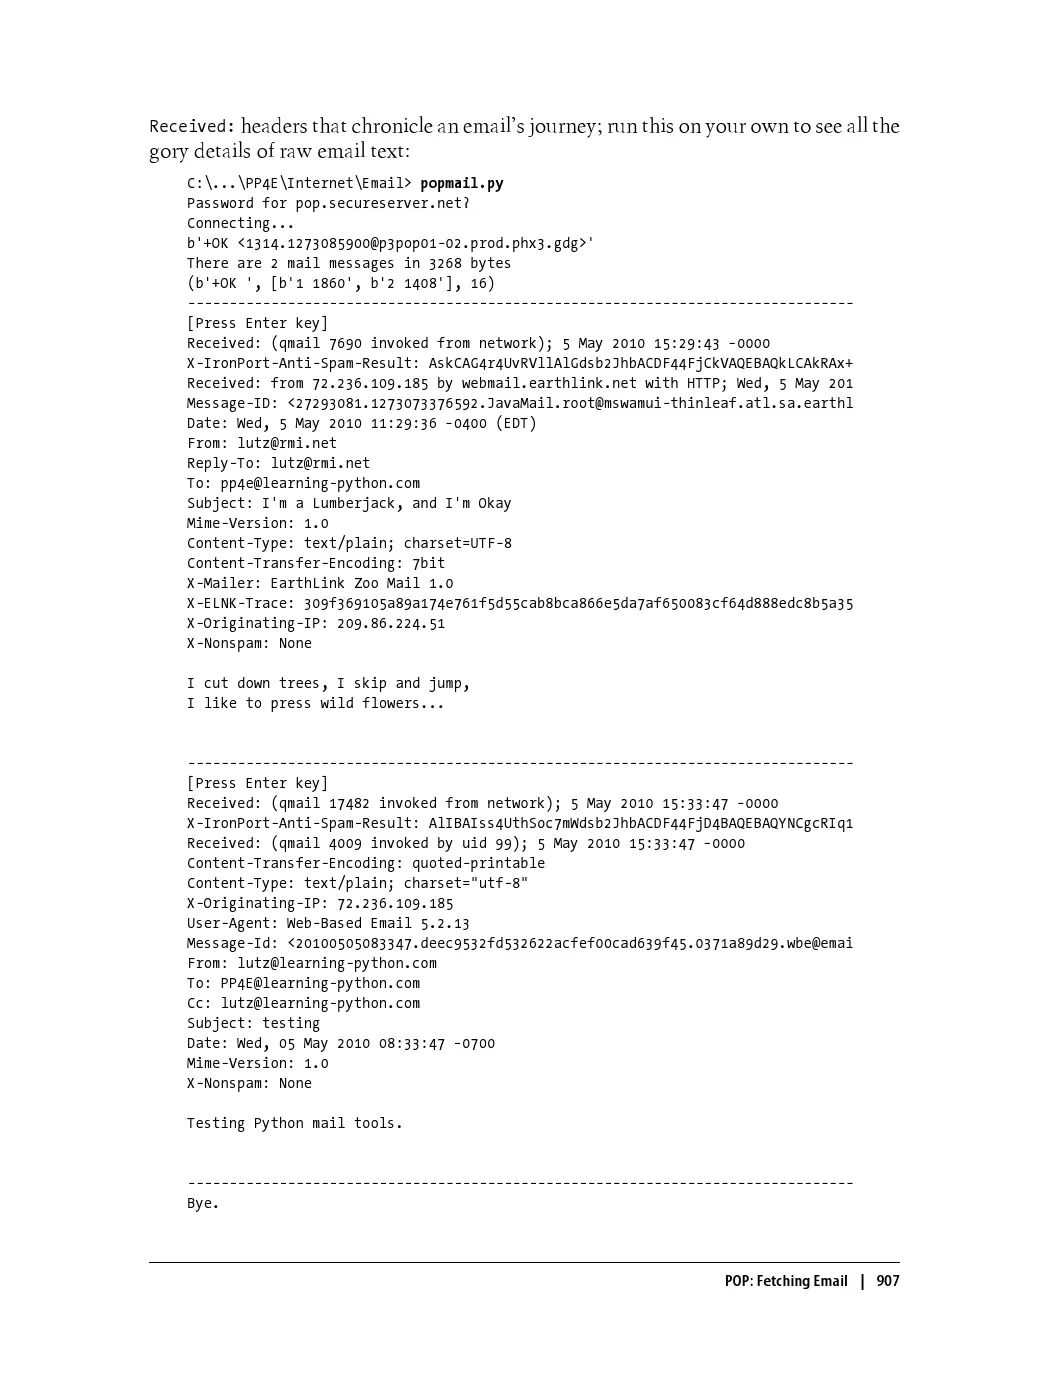 Received: headers that chronicle an email's journey; run this on your own to see all the
gory details of raw email text:
C:\...\PP4E\Internet\Email> popmail.py
Password for pop.secureserver.net?
Connecting...
b'+OK <1314.1273085900@p3pop01-02.prod.phx3.gdg>'
There are 2 mail messages in 3268 bytes
(b'+OK ', [b'1 1860', b'2 1408'], 16)
--------------------------------------------------------------------------------
[Press Enter key]
Received: (qmail 7690 invoked from network); 5 May 2010 15:29:43 -0000
X-IronPort-Anti-Spam-Result: AskCAG4r4UvRVllAlGdsb2JhbACDF44FjCkVAQEBAQkLCAkRAx+
Received: from 72.236.109.185 by webmail.earthlink.net with HTTP; Wed, 5 May 201
Message-ID: <27293081.1273073376592.JavaMail.root@mswamui-thinleaf.atl.sa.earthl
Date: Wed, 5 May 2010 11:29:36 -0400 (EDT)
From: lutz@rmi.net
Reply-To: lutz@rmi.net
To: pp4e@learning-python.com
Subject: I'm a Lumberjack, and I'm Okay
Mime-Version: 1.0
Content-Type: text/plain; charset=UTF-8
Content-Transfer-Encoding: 7bit
X-Mailer: EarthLink Zoo Mail 1.0
X-ELNK-Trace: 309f369105a89a174e761f5d55cab8bca866e5da7af650083cf64d888edc8b5a35
X-Originating-IP: 209.86.224.51
X-Nonspam: None
I cut down trees, I skip and jump,
I like to press wild flowers...
--------------------------------------------------------------------------------
[Press Enter key]
Received: (qmail 17482 invoked from network); 5 May 2010 15:33:47 -0000
X-IronPort-Anti-Spam-Result: AlIBAIss4UthSoc7mWdsb2JhbACDF44FjD4BAQEBAQYNCgcRIq1
Received: (qmail 4009 invoked by uid 99); 5 May 2010 15:33:47 -0000
Content-Transfer-Encoding: quoted-printable
Content-Type: text/plain; charset="utf-8"
X-Originating-IP: 72.236.109.185
User-Agent: Web-Based Email 5.2.13
Message-Id: <20100505083347.deec9532fd532622acfef00cad639f45.0371a89d29.wbe@emai
From: lutz@learning-python.com
To: PP4E@learning-python.com
Cc: lutz@learning-python.com
Subject: testing
Date: Wed, 05 May 2010 08:33:47 -0700
Mime-Version: 1.0
X-Nonspam: None
Testing Python mail tools.
--------------------------------------------------------------------------------
Bye.
POP: Fetching Email | 907